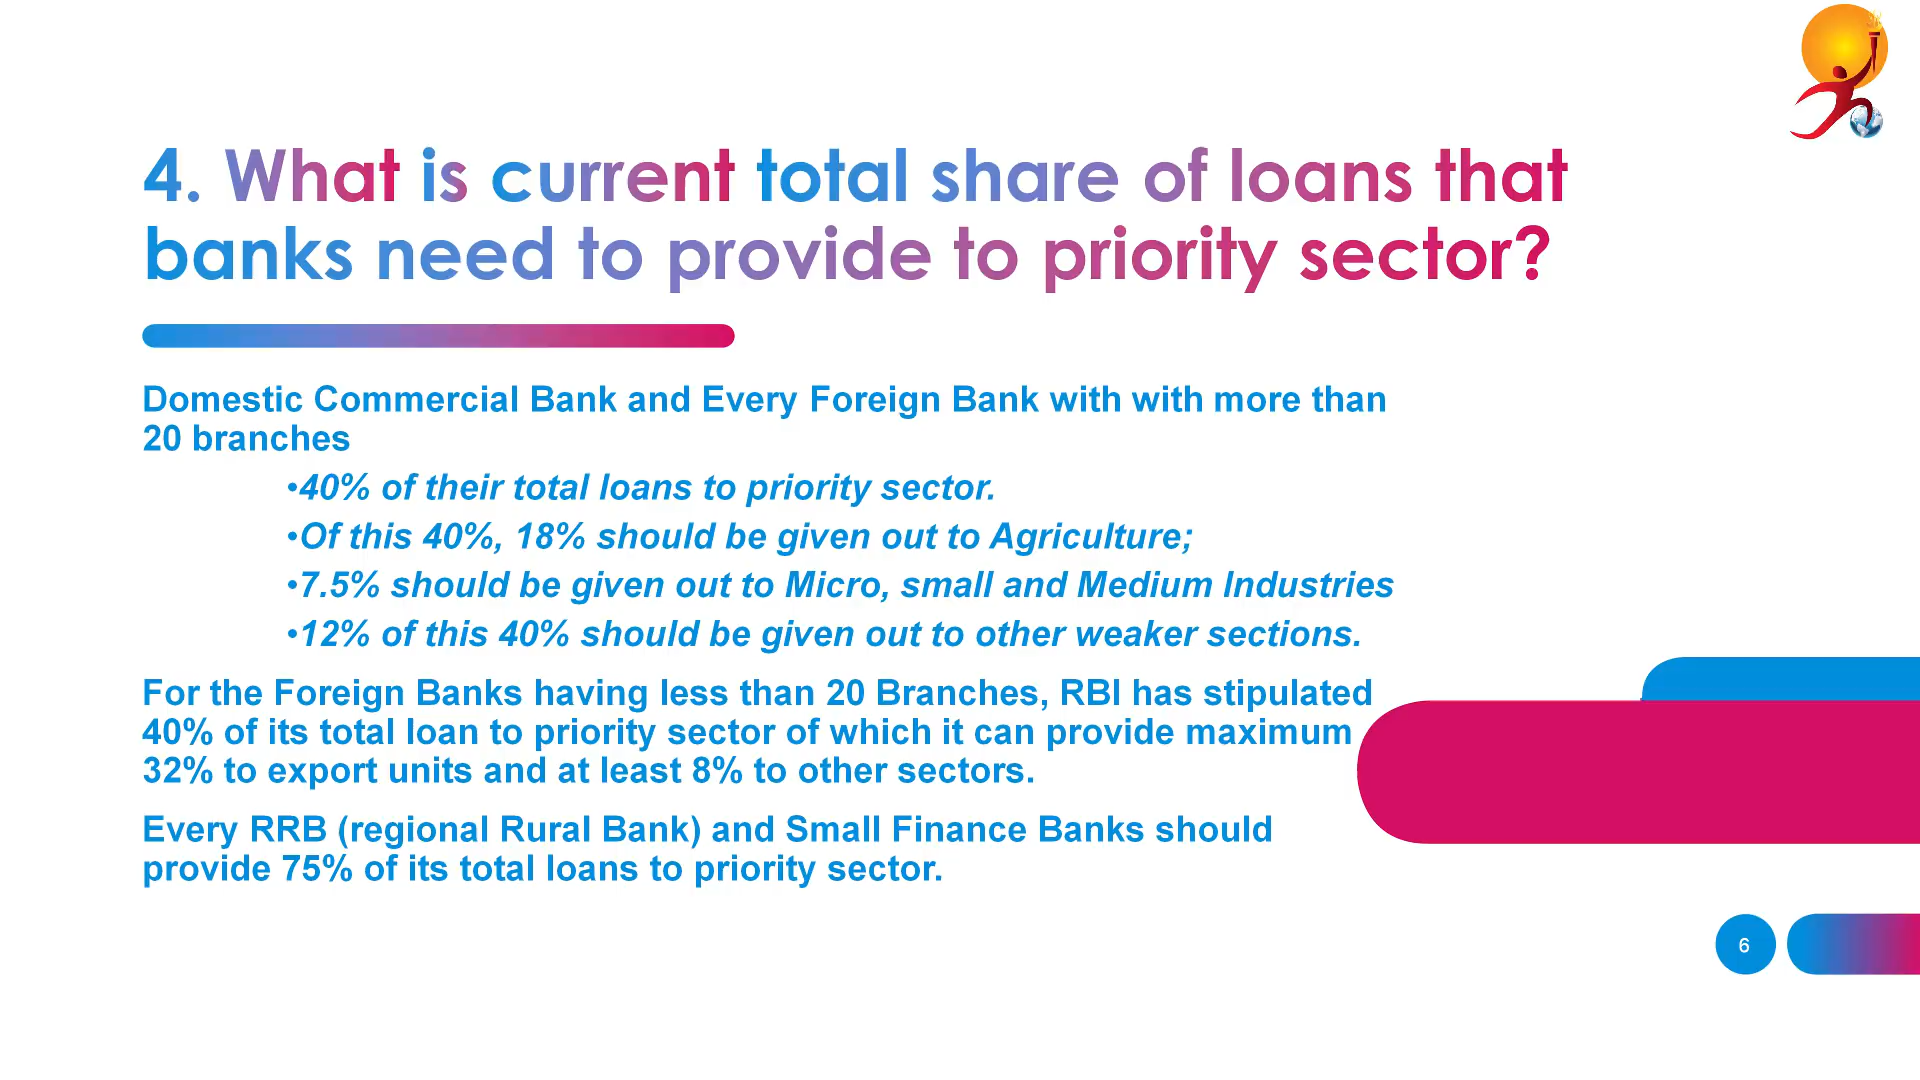 4. What is current total share of loans that
banks need to provide to priority sector?
Domestic Commercial Bank and Every Foreign Bank with with more than
20 branches
•40% of their total loans to priority sector.
•Of this 40%, 18% should be given out to Agriculture;
•7.5% should be given out to Micro, small and Medium Industries
•12% of this 40% should be given out to other weaker sections.
For the Foreign Banks having less than 20 Branches, RBI has stipulated
40% of its total loan to priority sector of which it can provide maximum
32% to export units and at least 8% to other sectors.
Every RRB (regional Rural Bank) and Small Finance Banks should
provide 75% of its total loans to priority sector.
6